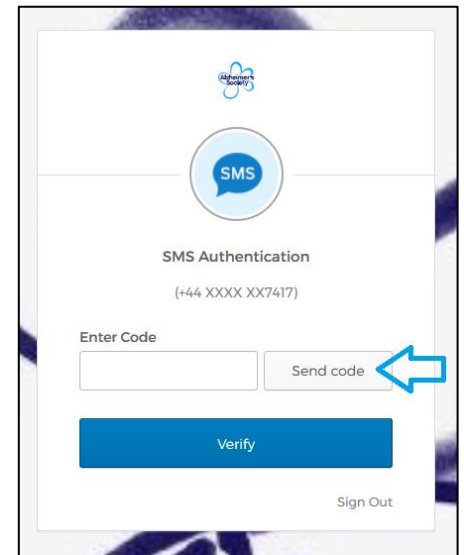 Alzheimer's
Society
SMS
SMS Authentication
(+44 XXXX XX7417)
Enter Code
Send code
Verify
Sign Out